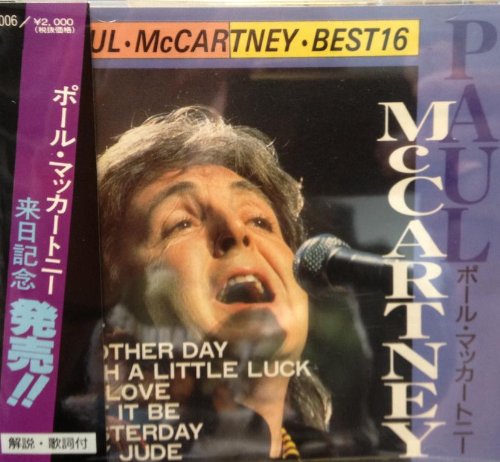 006/ ¥2,000
(税抜価格)
UL・McCARTNEY・BEST16
ポール・マッカートニー
来日記念
発売!!
解説・歌詞付
PAUL
McCARTNEY
ポール・マッカートニー
OTHER DAY
H A LITTLE LUCK
LOVE
IT BE
TERDAY
JUDE